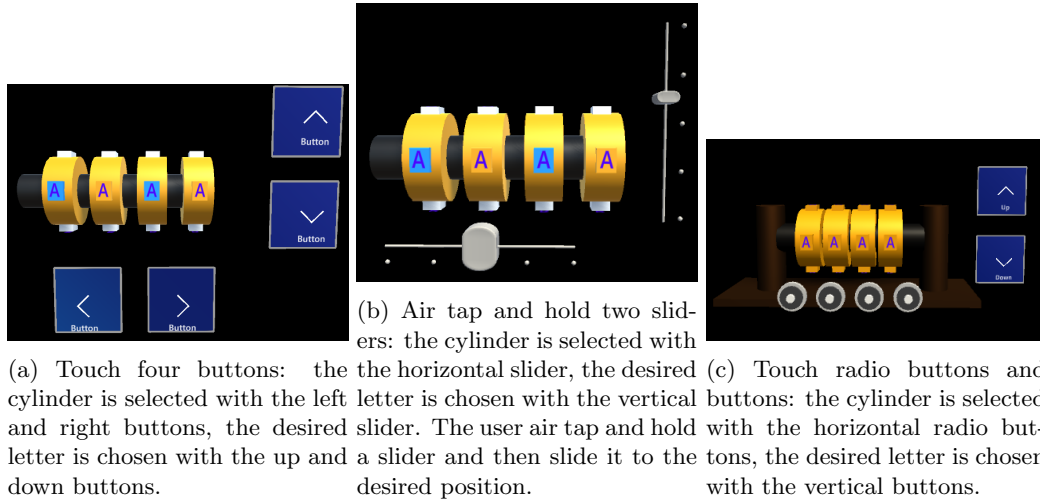 Button
A A A A
Button
Button
Button
(a) Touch four buttons: the
cylinder is selected with the left
and right buttons, the desired
letter is chosen with the up and
down buttons.
A A A A
(b) Air tap and hold two slid-
ers: the cylinder is selected with
the horizontal slider, the desired
letter is chosen with the vertical
slider. The user air tap and hold
a slider and then slide it to the
desired position.
Up
A A A A
Down
(c) Touch radio buttons and
buttons: the cylinder is selected
with the horizontal radio but-
tons, the desired letter is chosen
with the vertical buttons.